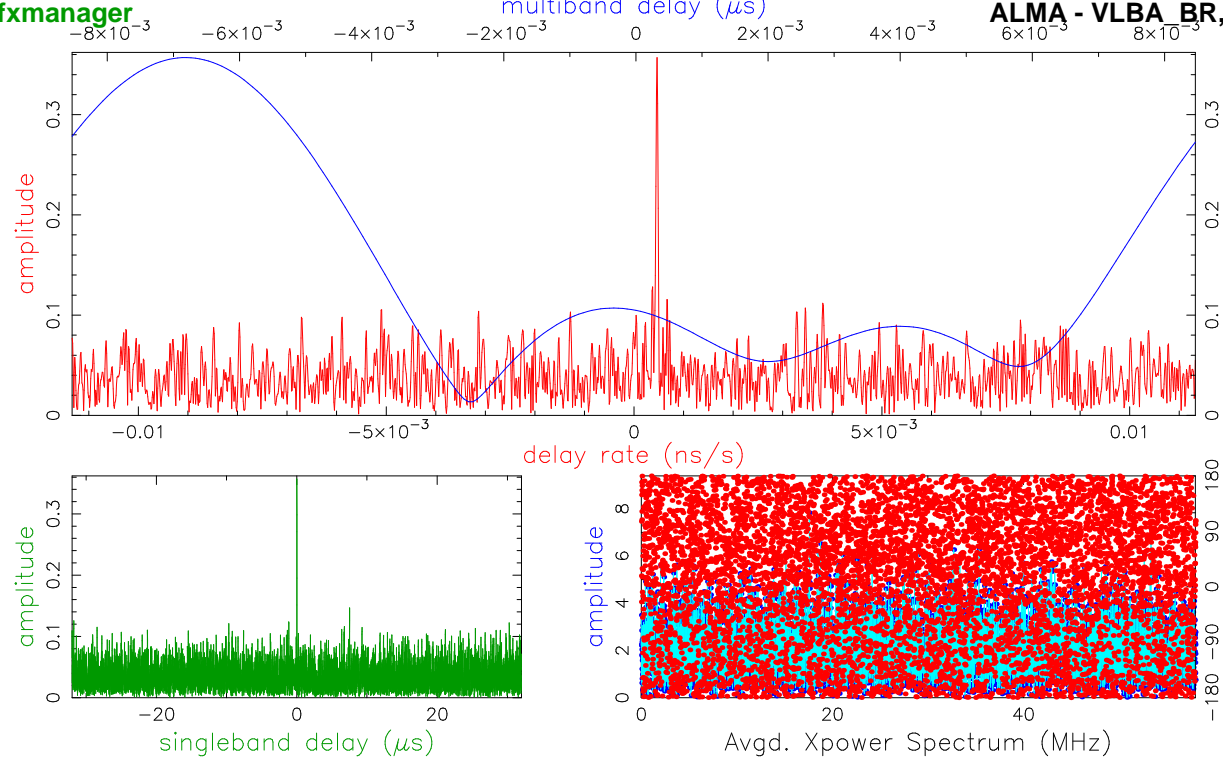 fxmanager
multiband delay (μs)
ALMA - VLBA_BR,
−8×10⁻³ −6×10⁻³ −4×10⁻³ −2×10⁻³ 0 2×10⁻³ 4×10⁻³ 6×10⁻³ 8×10⁻³
amplitude
0 0.1 0.2 0.3
0 0.1 0.2 0.3
−0.01 −5×10⁻³ 0 5×10⁻³ 0.01
delay rate (ns/s)
amplitude
0 0.1 0.2 0.3
−20 0 20
singleband delay (μs)
amplitude
0 2 4 6 8
−180 −90 0 90 180
0 20 40
Avgd. Xpower Spectrum (MHz)